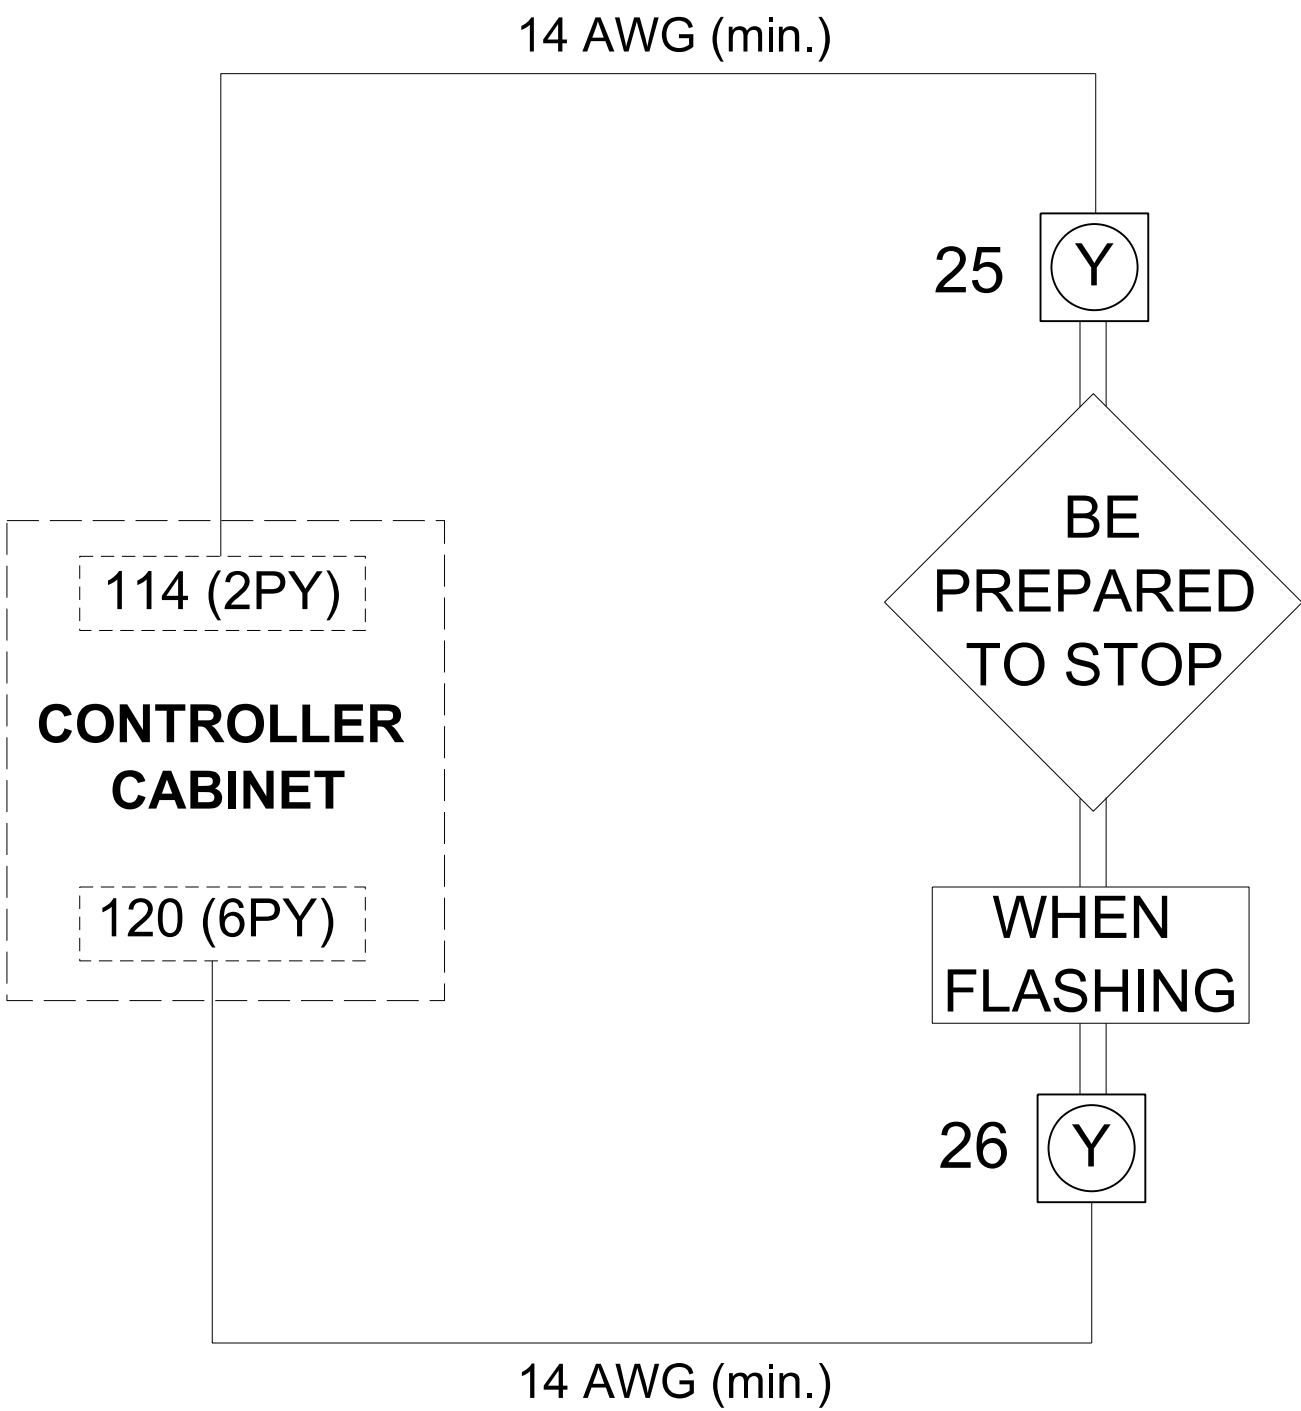 14 AWG (min.)
25
Y
BE
PREPARED
TO STOP
114 (2PY)
CONTROLLER
CABINET
120 (6PY)
WHEN
FLASHING
26
Y
14 AWG (min.)